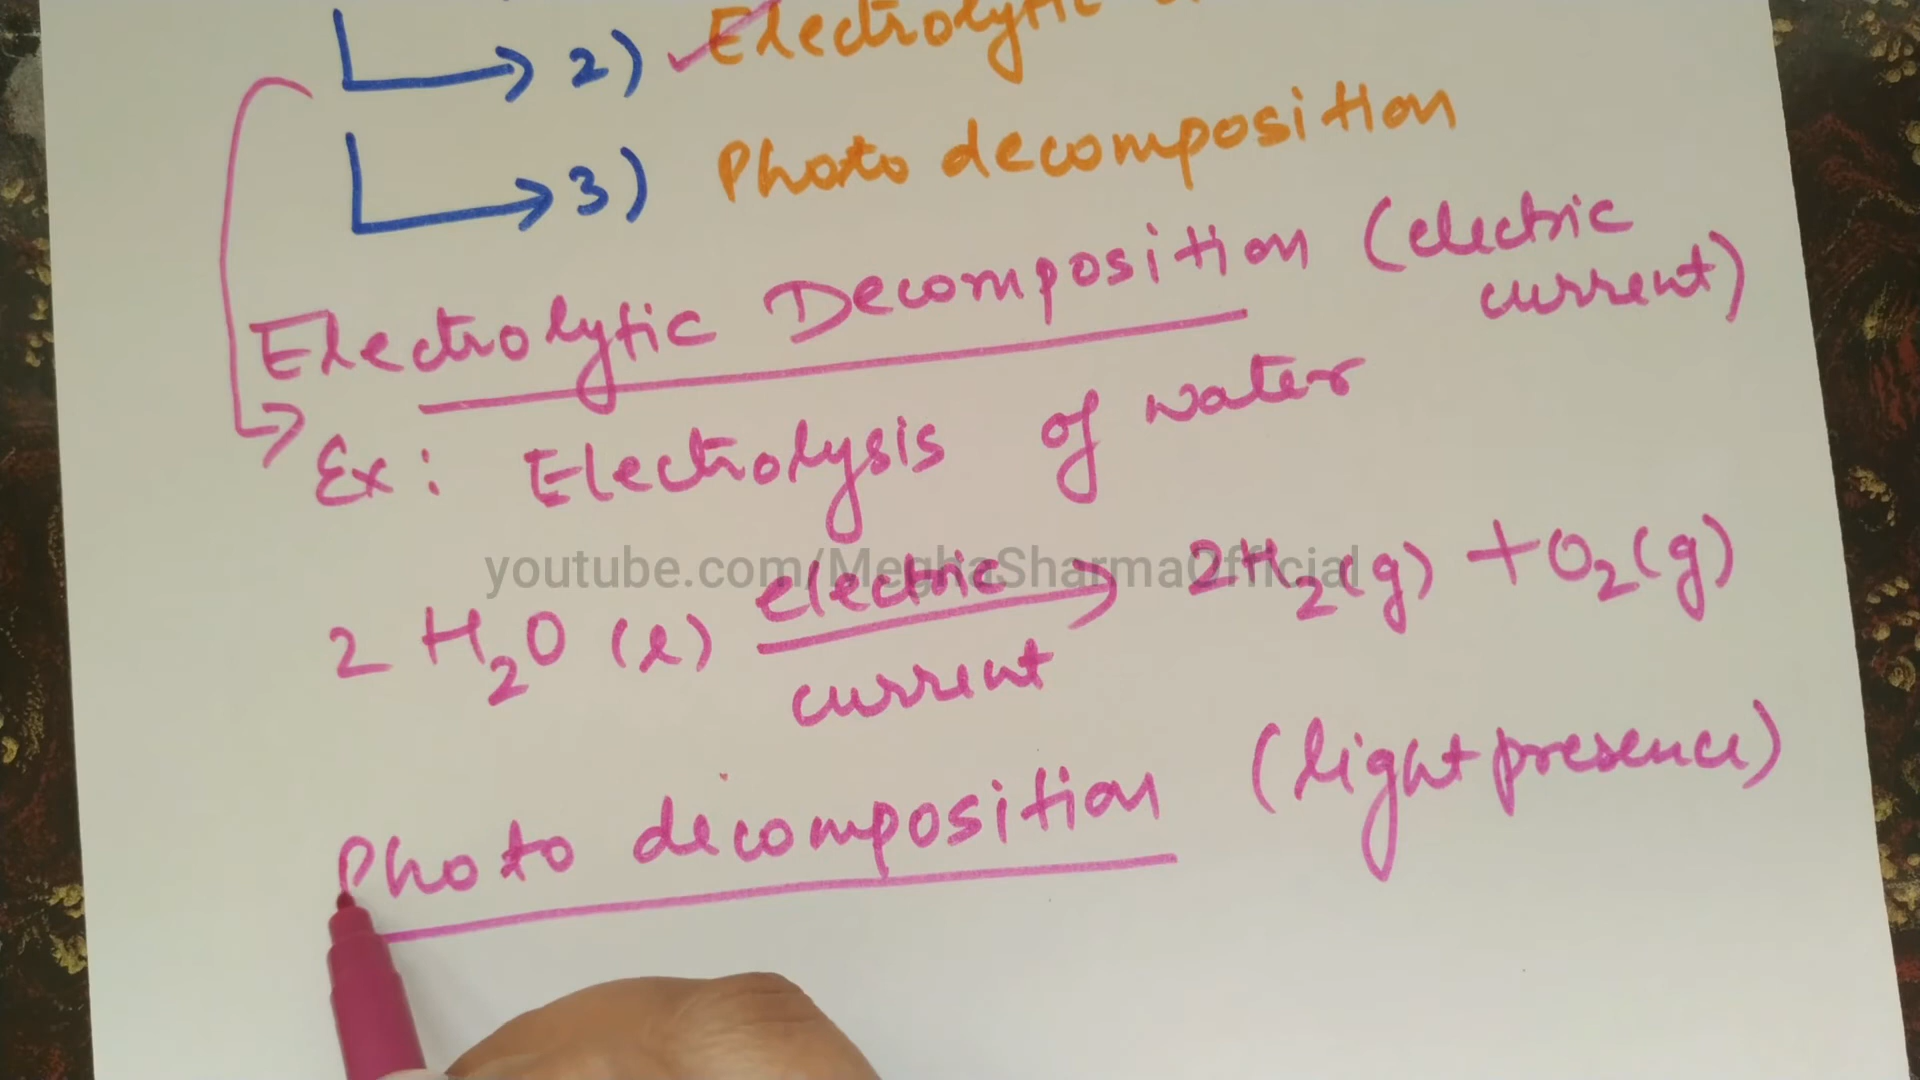 2) Electrolytic
3) Photo decomposition
Electrolytic Decomposition (electric
current)
Ex: Electrolysis of water
youtube.com/MeghaSharmaOfficial
2 H₂O (l) electric current → 2H₂(g) + O₂(g)
Photo decomposition (light presence)